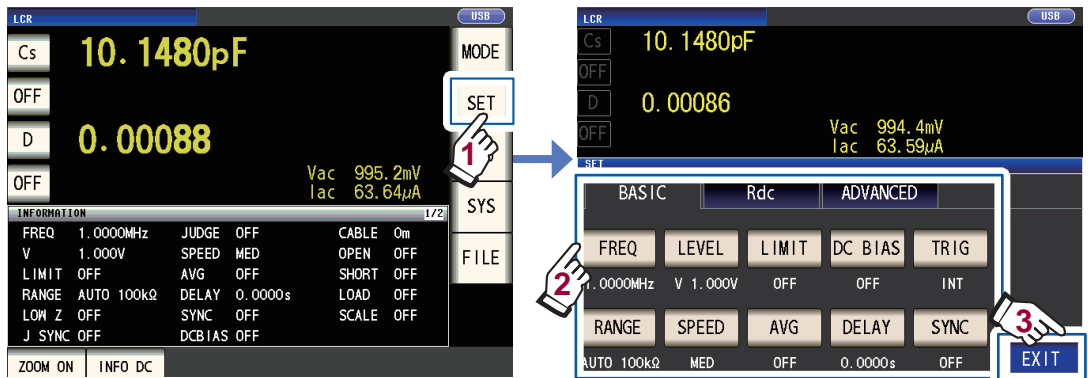 LCR USB
Cs 10.1480pF
MODE
OFF
SET
D 0.00088
1
OFF
Vac 995.2mV
Iac 63.64μA
SYS
INFORMATION 1/2
FREQ 1.0000MHz JUDGE OFF CABLE 0m
V 1.000V SPEED MED OPEN OFF
FILE
LIMIT OFF AVG OFF SHORT OFF
RANGE AUTO 100kΩ DELAY 0.0000s LOAD OFF
LOW Z OFF SYNC OFF SCALE OFF
J SYNC OFF DCBIAS OFF
ZOOM ON INFO DC
LCR USB
Cs 10.1480pF
OFF
D 0.00086
OFF
Vac 994.4mV
Iac 63.59μA
SET
BASIC Rdc ADVANCED
FREQ LEVEL LIMIT DC BIAS TRIG
2
1.0000MHz V 1.000V OFF OFF INT
RANGE SPEED AVG DELAY SYNC
3
AUTO 100kΩ MED OFF 0.0000s OFF
EXIT